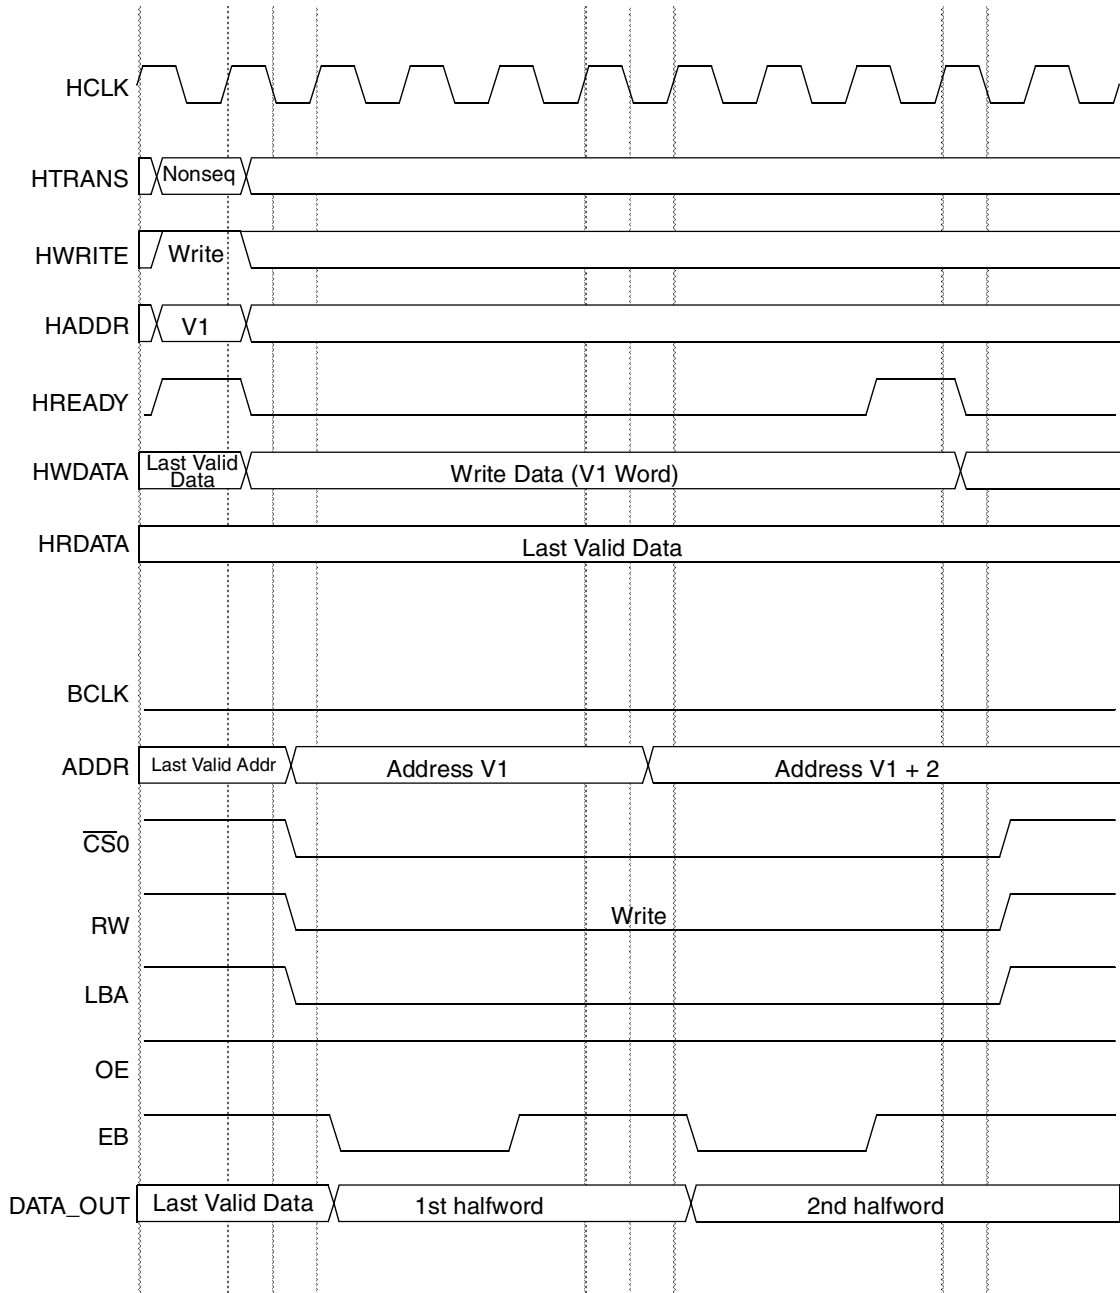 HCLK
HTRANS
Nonseq
HWRITE
Write
HADDR
V1
HREADY
HWDATA
Last Valid
Data
Write Data (V1 Word)
HRDATA
Last Valid Data
BCLK
ADDR
Last Valid Addr
Address V1
Address V1 + 2
CS0
RW
Write
LBA
OE
EB
DATA_OUT
Last Valid Data
1st halfword
2nd halfword